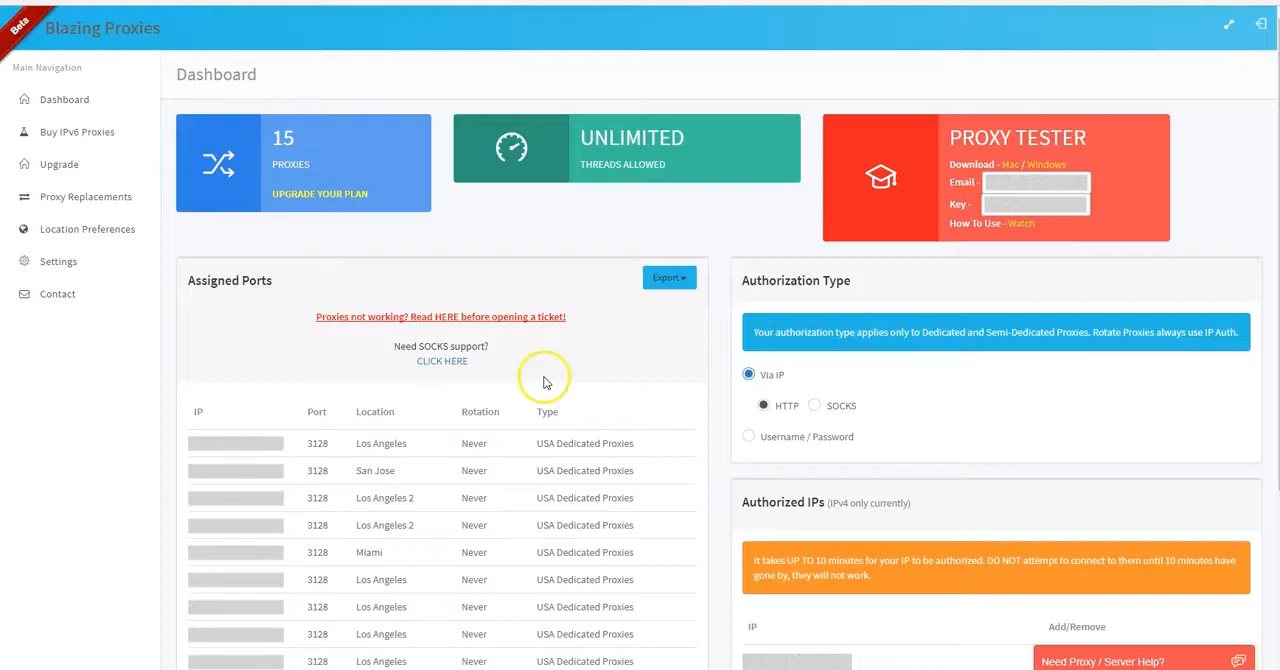 Beta
Blazing Proxies
Main Navigation
Dashboard
Buy IPv6 Proxies
Upgrade
Proxy Replacements
Location Preferences
Settings
Contact
Dashboard
15
PROXIES
UPGRADE YOUR PLAN
UNLIMITED
THREADS ALLOWED
PROXY TESTER
Download - Mac / Windows
Email -
Key -
How To Use - Watch
Assigned Ports
Export
Proxies not working? Read HERE before opening a ticket!
Need SOCKS support?
CLICK HERE
IP Port Location Rotation Type
3128 Los Angeles Never USA Dedicated Proxies
3128 San Jose Never USA Dedicated Proxies
3128 Los Angeles 2 Never USA Dedicated Proxies
3128 Los Angeles 2 Never USA Dedicated Proxies
3128 Miami Never USA Dedicated Proxies
3128 Los Angeles Never USA Dedicated Proxies
3128 Los Angeles Never USA Dedicated Proxies
3128 Los Angeles Never USA Dedicated Proxies
3128 Los Angeles Never USA Dedicated Proxies
Authorization Type
Your authorization type applies only to Dedicated and Semi-Dedicated Proxies. Rotate Proxies always use IP Auth.
Via IP
HTTP SOCKS
Username / Password
Authorized IPs (IPv4 only currently)
It takes UP TO 10 minutes for your IP to be authorized. DO NOT attempt to connect to them until 10 minutes have
gone by, they will not work.
IP Add/Remove
Need Proxy / Server Help?